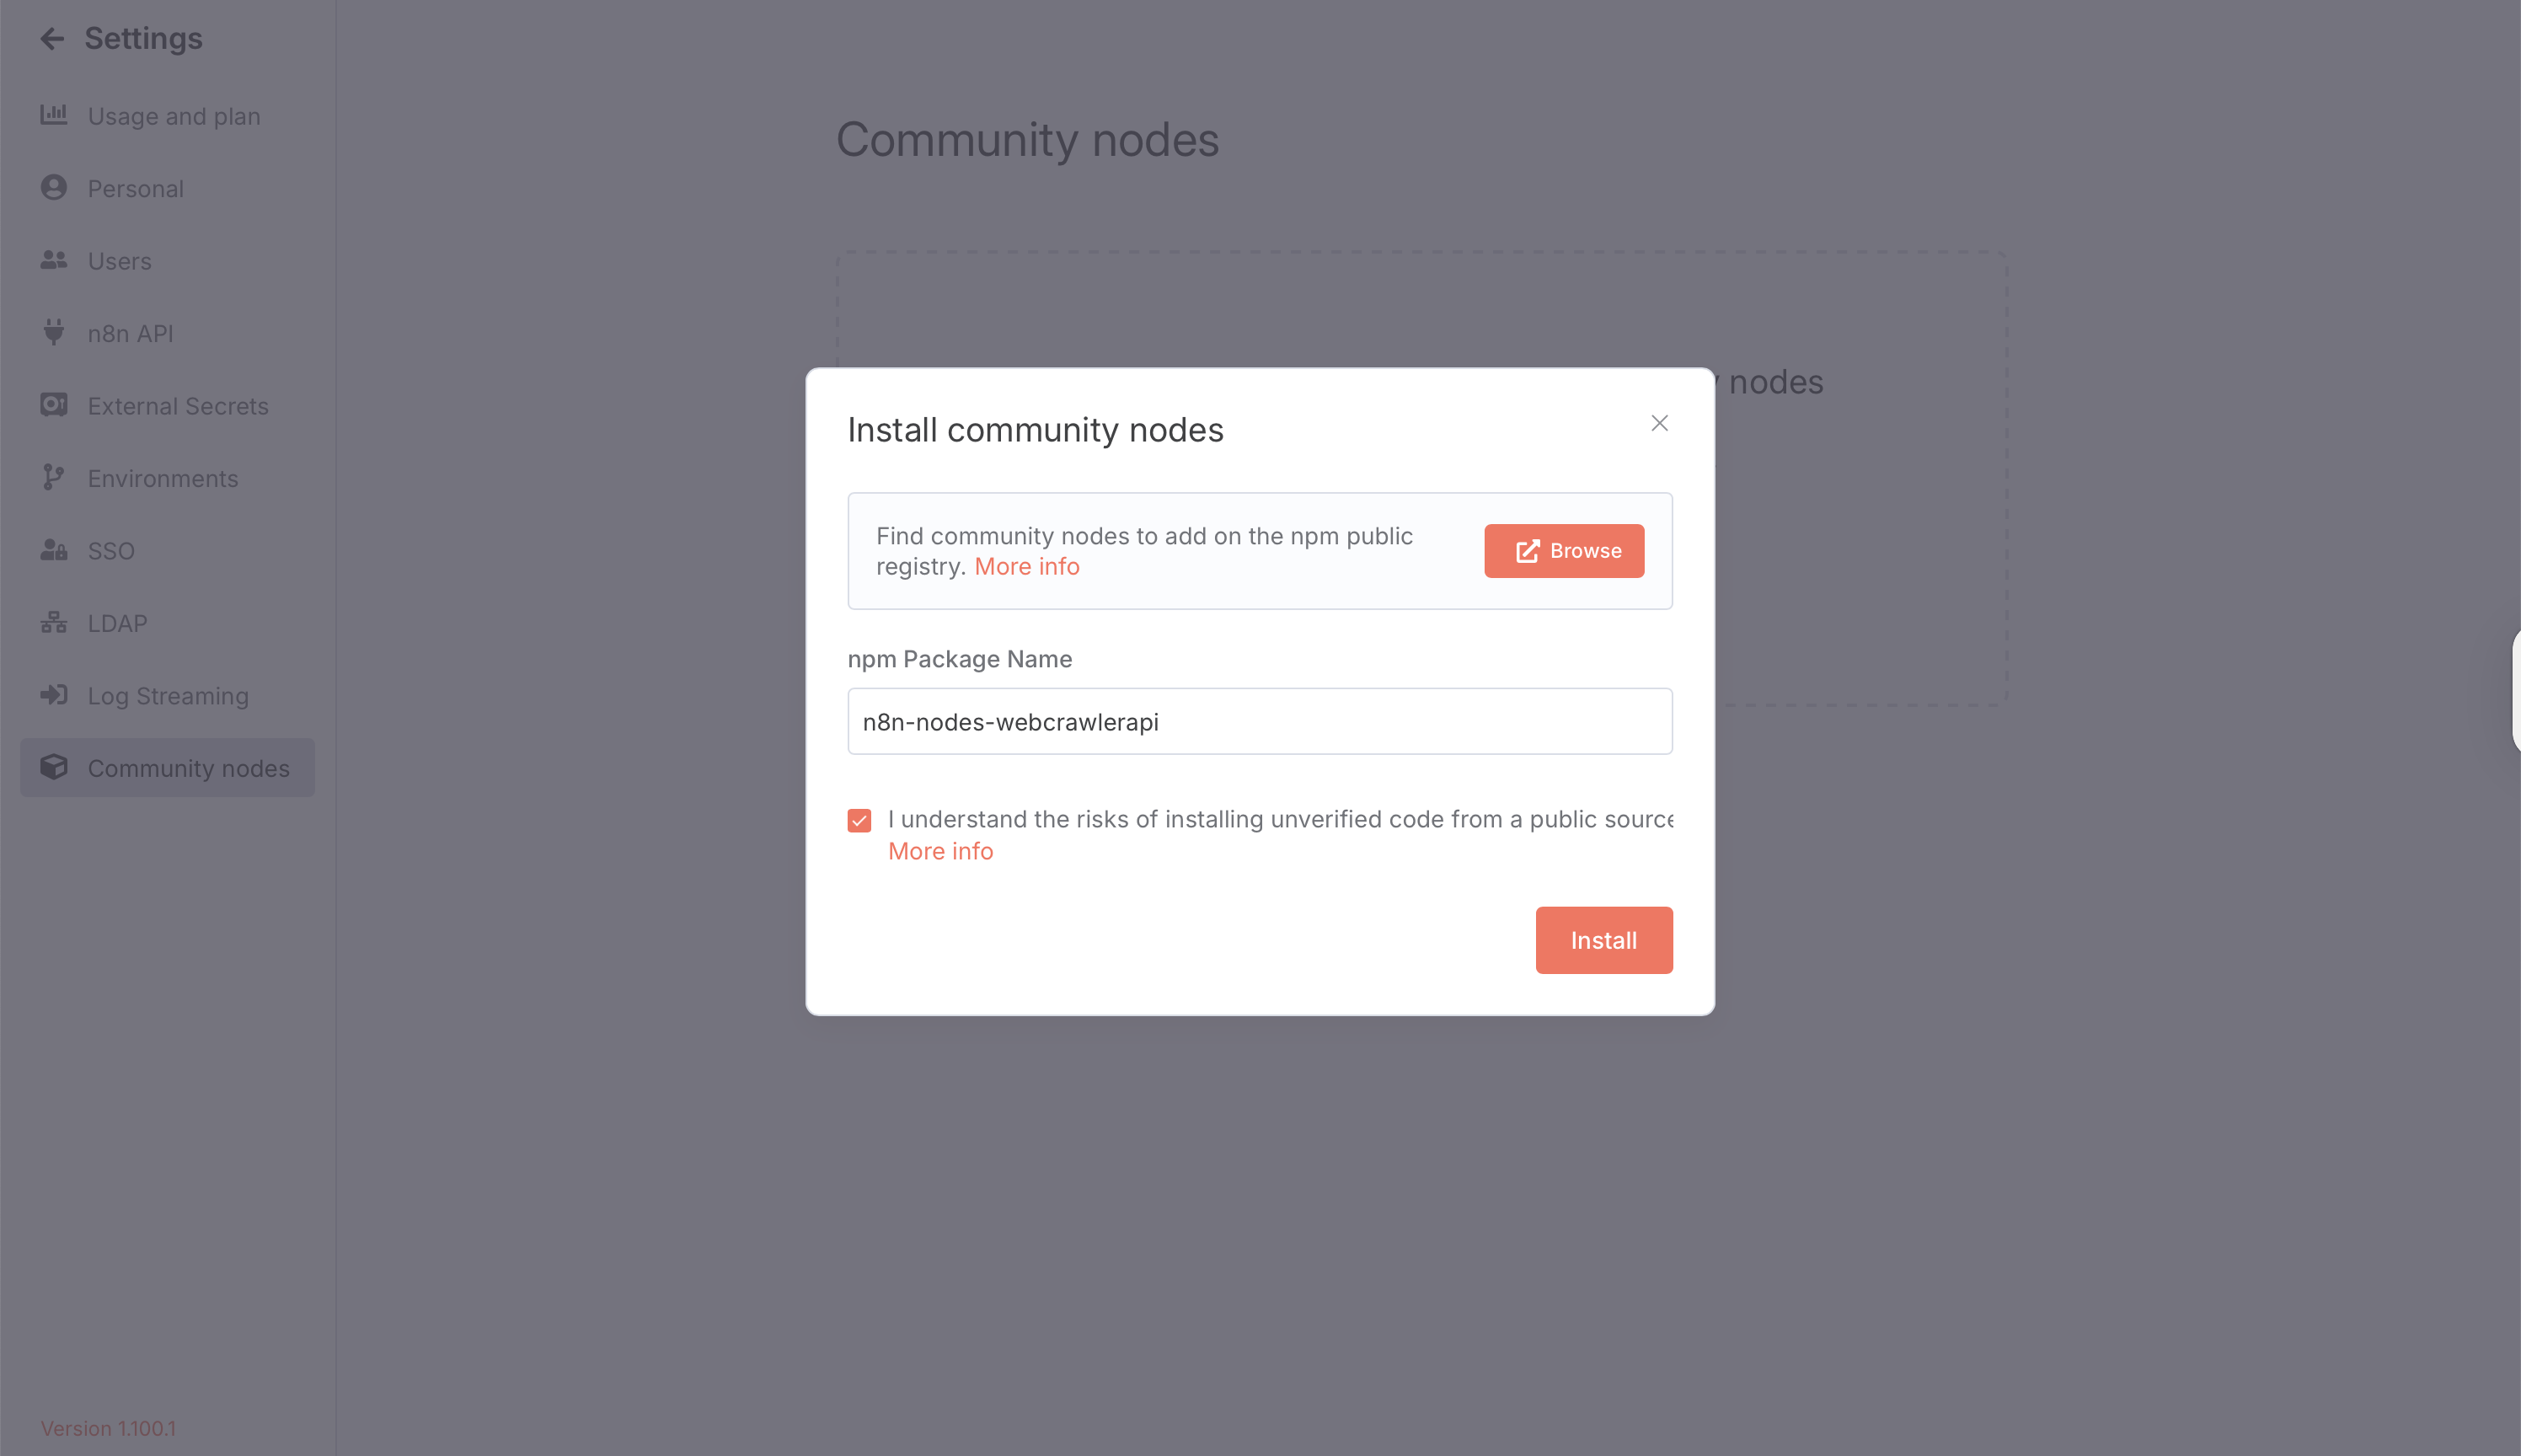 Settings
Usage and plan
Personal
Users
n8n API
External Secrets
Environments
SSO
LDAP
Log Streaming
Community nodes
Version 1.100.1
Community nodes
nodes
Install community nodes
Find community nodes to add on the npm public
registry. More info
Browse
npm Package Name
n8n-nodes-webcrawlerapi
I understand the risks of installing unverified code from a public source
More info
Install